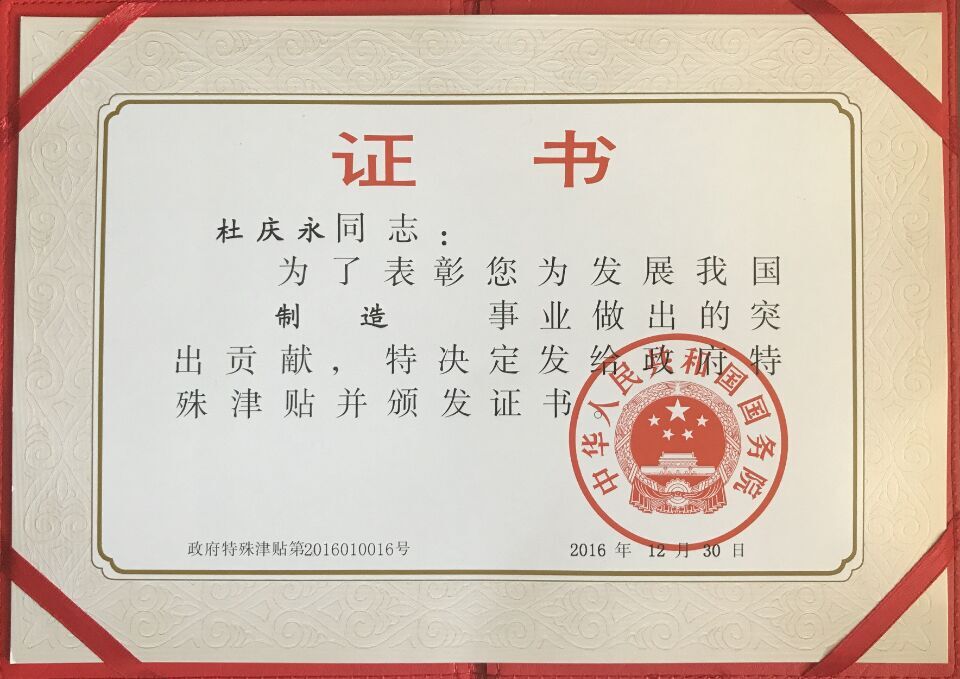 证书
杜庆永同志：
为了表彰您为发展我国
制造 事业做出的突
出贡献，特决定发给政府特
殊津贴并颁发证书。
中华人民共和国国务院
政府特殊津贴第2016010016号
2016 年 12 月 30 日